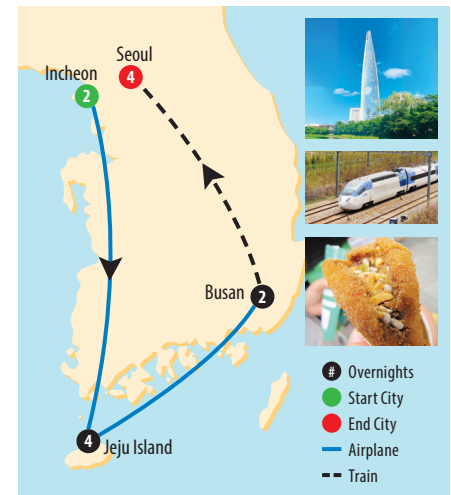 Seoul
4
Incheon
2
Busan
2
4
Jeju Island
# Overnights
Start City
End City
Airplane
Train